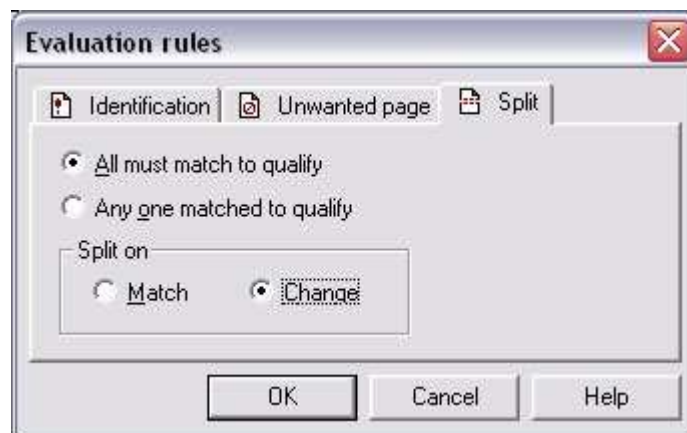 Evaluation rules
Identification Unwanted page Split
All must match to qualify
Any one matched to qualify
Split on
Match Change
OK Cancel Help